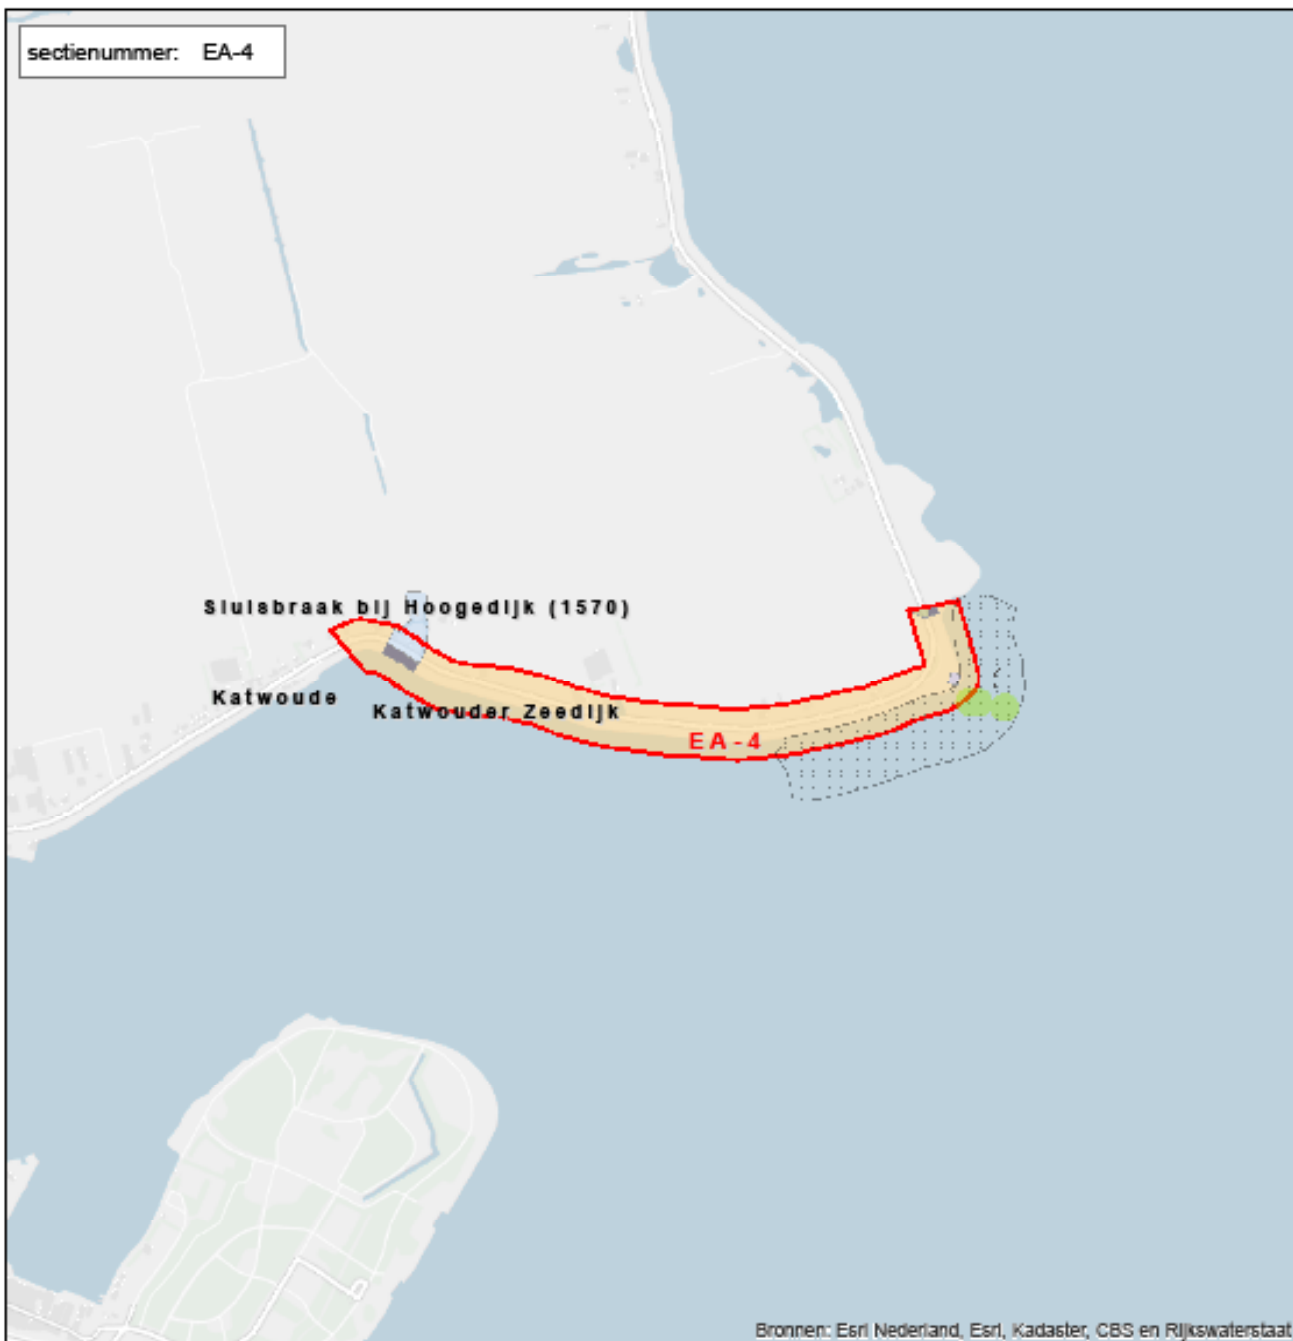 sectienummer: EA-4
Sluisbraak bij Hoogedijk (1570)
Katwoude
Katwouder Zeedijk
EA-4
Bronnen: Esri Nederland, Esri, Kadaster, CBS en Rijkswaterstaat